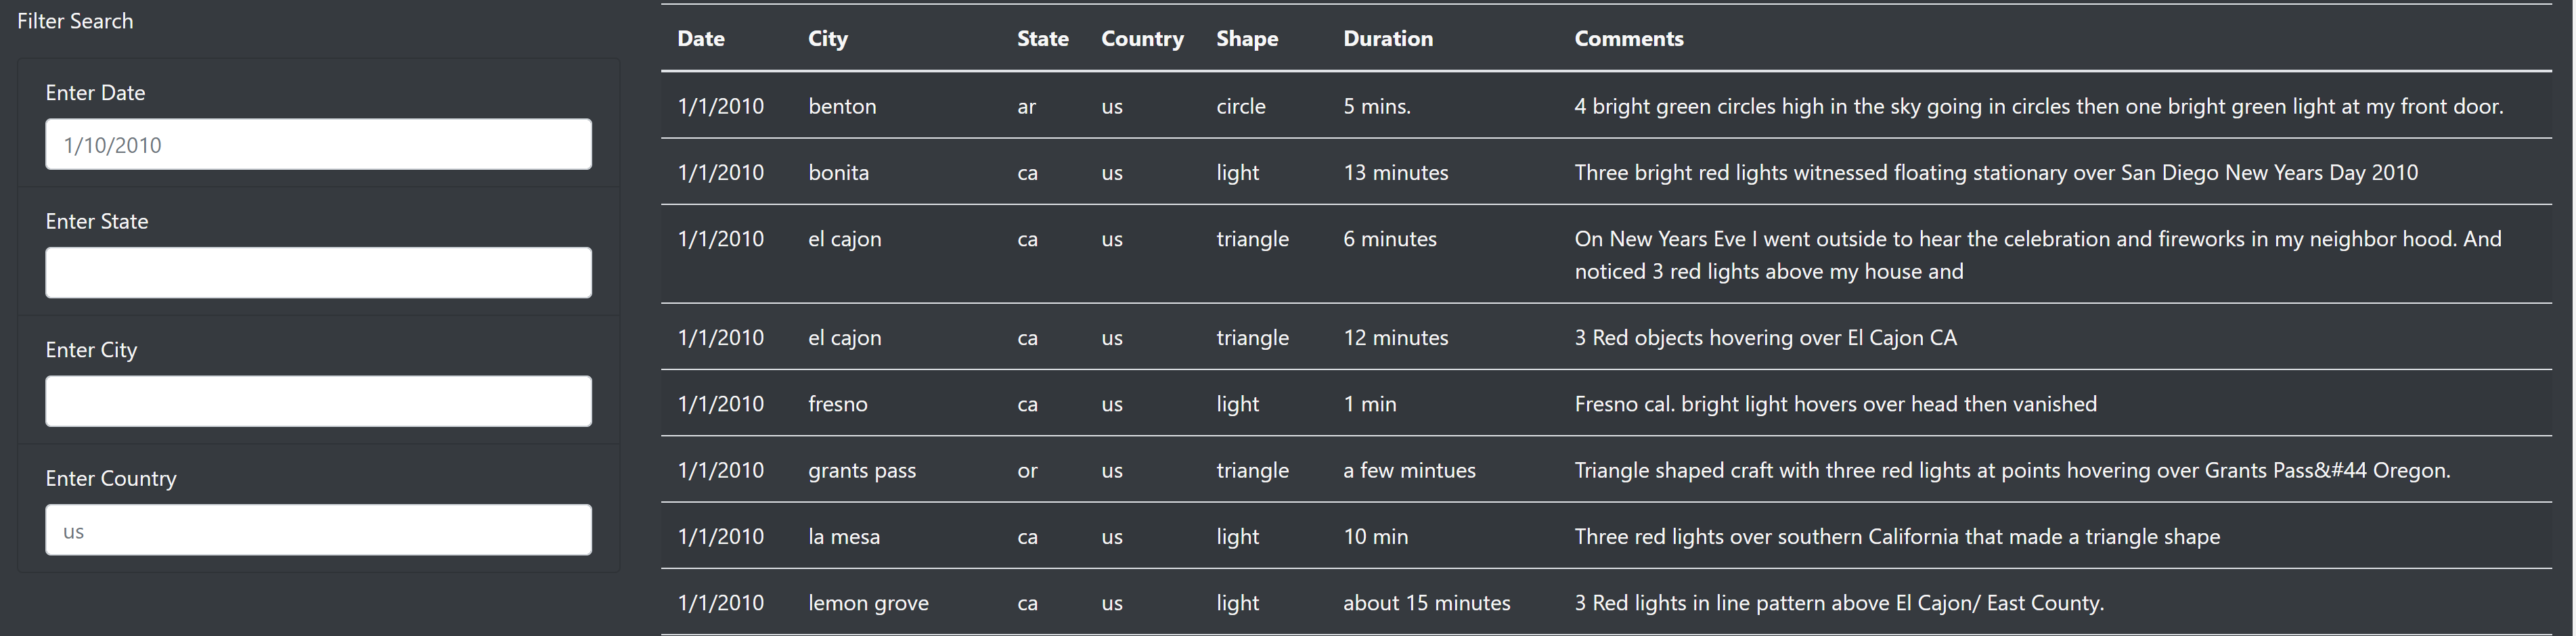 Filter Search
Enter Date
1/10/2010
Enter State
Enter City
Enter Country
us
Date City State Country Shape Duration Comments
1/1/2010 benton ar us circle 5 mins. 4 bright green circles high in the sky going in circles then one bright green light at my front door.
1/1/2010 bonita ca us light 13 minutes Three bright red lights witnessed floating stationary over San Diego New Years Day 2010
1/1/2010 el cajon ca us triangle 6 minutes On New Years Eve I went outside to hear the celebration and fireworks in my neighbor hood. And
noticed 3 red lights above my house and
1/1/2010 el cajon ca us triangle 12 minutes 3 Red objects hovering over El Cajon CA
1/1/2010 fresno ca us light 1 min Fresno cal. bright light hovers over head then vanished
1/1/2010 grants pass or us triangle a few mintues Triangle shaped craft with three red lights at points hovering over Grants Pass&#44 Oregon.
1/1/2010 la mesa ca us light 10 min Three red lights over southern California that made a triangle shape
1/1/2010 lemon grove ca us light about 15 minutes 3 Red lights in line pattern above El Cajon/ East County.